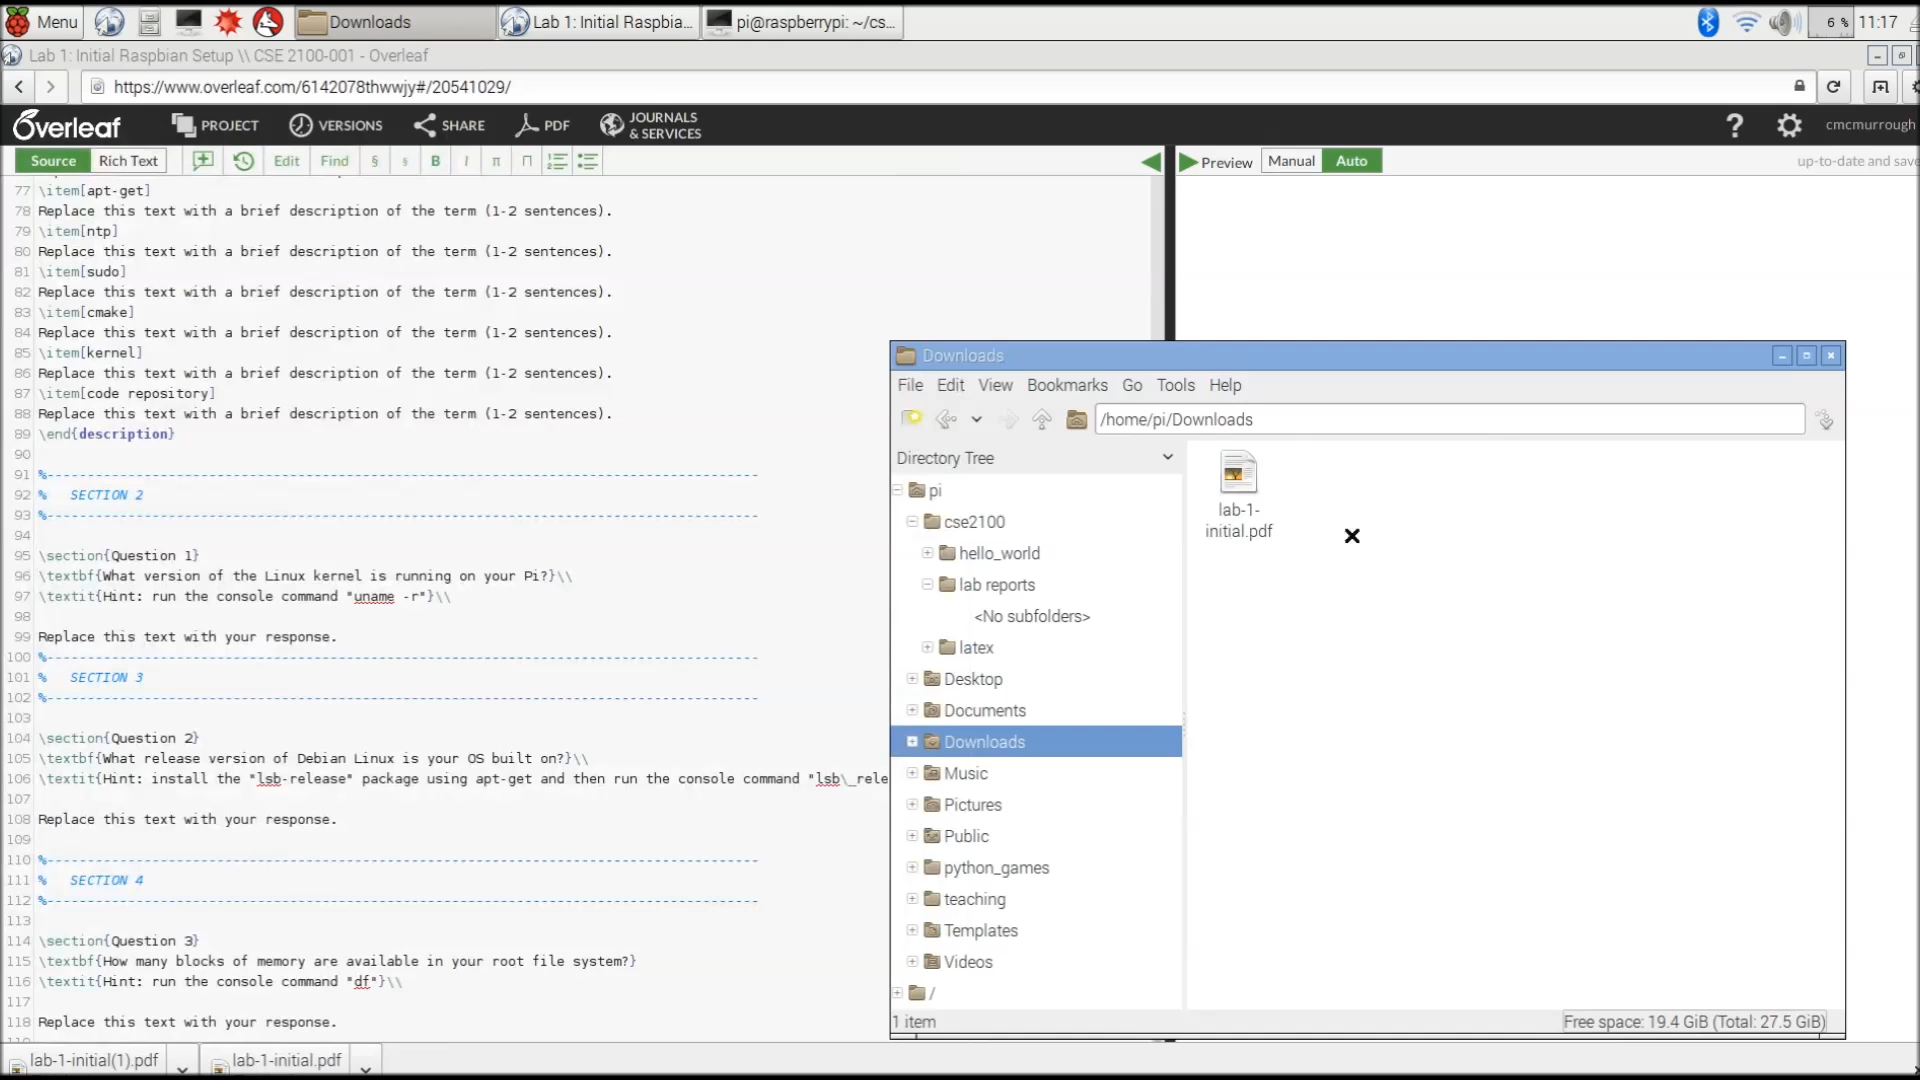 Menu
Downloads
Lab 1: Initial Raspbia...
pi@raspberrypi: ~/cs...
6 %
11:17
Lab 1: Initial Raspbian Setup \\ CSE 2100-001 - Overleaf
https://www.overleaf.com/6142078thwwjy#/20541029/
Overleaf
PROJECT
VERSIONS
SHARE
PDF
JOURNALS
& SERVICES
?
cmcmurrough
Source
Rich Text
Edit
Find
§
§
B
I
π
Π
Preview
Manual
Auto
up-to-date and save
77 \item[apt-get]
78 Replace this text with a brief description of the term (1-2 sentences).
79 \item[ntp]
80 Replace this text with a brief description of the term (1-2 sentences).
81 \item[sudo]
82 Replace this text with a brief description of the term (1-2 sentences).
83 \item[cmake]
84 Replace this text with a brief description of the term (1-2 sentences).
85 \item[kernel]
86 Replace this text with a brief description of the term (1-2 sentences).
87 \item[code repository]
88 Replace this text with a brief description of the term (1-2 sentences).
89 \end{description}
90
91 %----------------------------------------------------------------------------------------
92 % SECTION 2
93 %----------------------------------------------------------------------------------------
94
95 \section{Question 1}
96 \textbf{What version of the Linux kernel is running on your Pi?}\\
97 \textit{Hint: run the console command "uname -r"}\\
98
99 Replace this text with your response.
100 %----------------------------------------------------------------------------------------
101 % SECTION 3
102 %----------------------------------------------------------------------------------------
103
104 \section{Question 2}
105 \textbf{What release version of Debian Linux is your OS built on?}\\
106 \textit{Hint: install the "lsb-release" package using apt-get and then run the console command "lsb\_rele
107
108 Replace this text with your response.
109
110 %----------------------------------------------------------------------------------------
111 % SECTION 4
112 %----------------------------------------------------------------------------------------
113
114 \section{Question 3}
115 \textbf{How many blocks of memory are available in your root file system?}
116 \textit{Hint: run the console command "df"}\\
117
118 Replace this text with your response.
Downloads
File Edit View Bookmarks Go Tools Help
/home/pi/Downloads
Directory Tree
pi
cse2100
hello_world
lab reports
<No subfolders>
latex
Desktop
Documents
Downloads
Music
Pictures
Public
python_games
teaching
Templates
Videos
/
lab-1-
initial.pdf
1 item
Free space: 19.4 GiB (Total: 27.5 GiB)
lab-1-initial(1).pdf
lab-1-initial.pdf